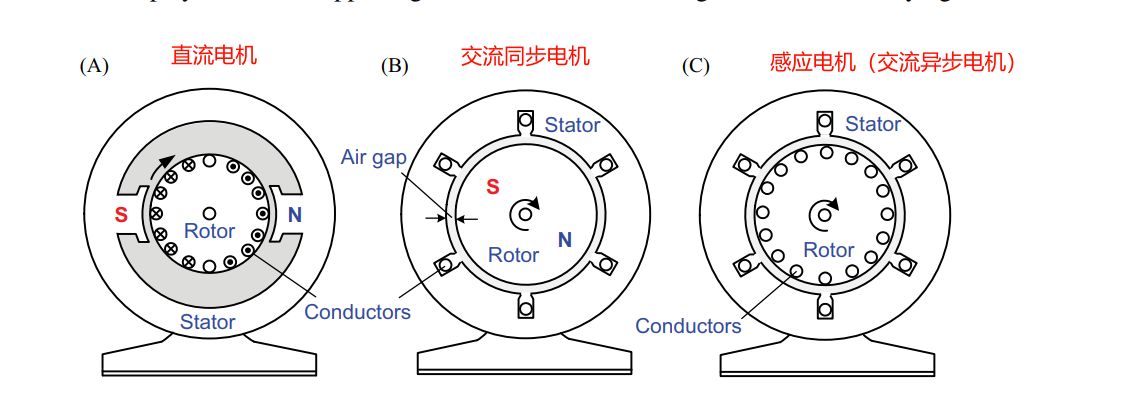 (A)
直流电机
(B)
交流同步电机
(C)
感应电机（交流异步电机）
Stator
Stator
Air gap
S
N
Rotor
S
N
Rotor
Rotor
Conductors
Stator
Conductors